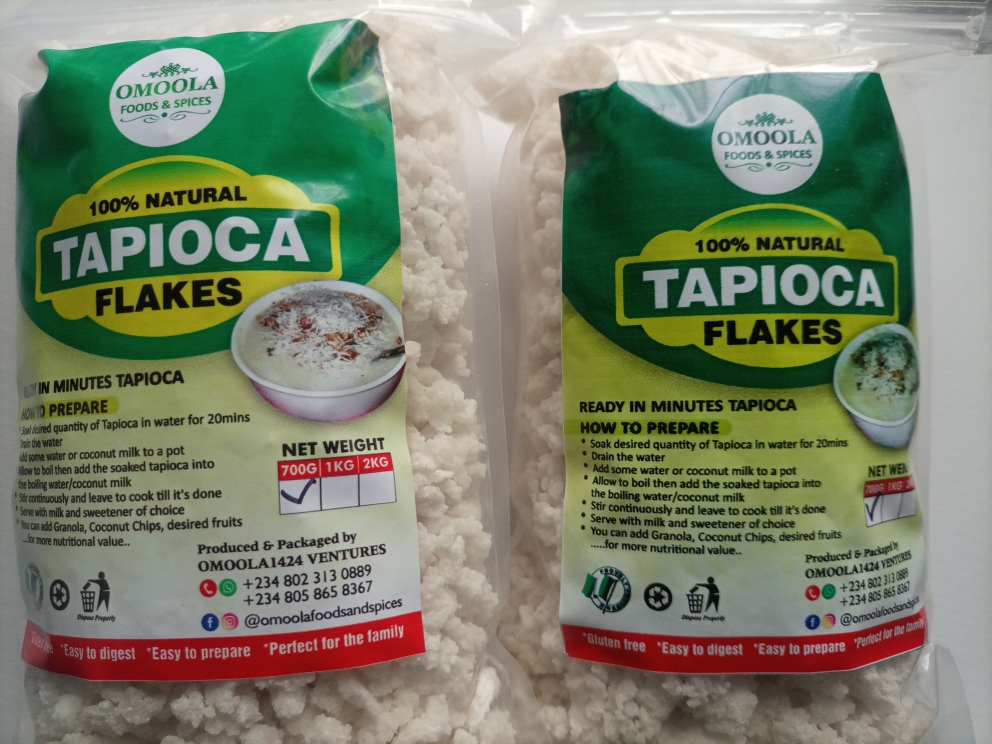 OMOOLA
FOODS & SPICES
100% NATURAL
TAPIOCA
FLAKES
IN MINUTES TAPIOCA
HOW TO PREPARE
Soak desired quantity of Tapioca in water for 20mins
Drain the water
Add some water or coconut milk to a pot
Allow to boil then add the soaked tapioca into
the boiling water/coconut milk
Stir continuously and leave to cook till it's done
Serve with milk and sweetener of choice
You can add Granola, Coconut Chips, desired fruits
....for more nutritional value..
NET WEIGHT
700G 1KG 2KG
Produced & Packaged by
OMOOLA1424 VENTURES
+234 802 313 0889
+234 805 865 8367
@omoolafoodsandspices
Dispose Properly
*Easy to digest *Easy to prepare *Perfect for the family
OMOOLA
FOODS & SPICES
100% NATURAL
TAPIOCA
FLAKES
READY IN MINUTES TAPIOCA
HOW TO PREPARE
* Soak desired quantity of Tapioca in water for 20mins
* Drain the water
* Add some water or coconut milk to a pot
* Allow to boil then add the soaked tapioca into
the boiling water/coconut milk
* Stir continuously and leave to cook till it's done
* Serve with milk and sweetener of choice
* You can add Granola, Coconut Chips, desired fruits
.....for more nutritional value..
NET
700G 1KG
Produced & Packaged by
OMOOLA1424 VENTURES
+234 802 313 0889
+234 805 865 8367
@omoolafoodsandspices
Dispose Properly
*Gluten free *Easy to digest *Easy to prepare *Perfect for the family